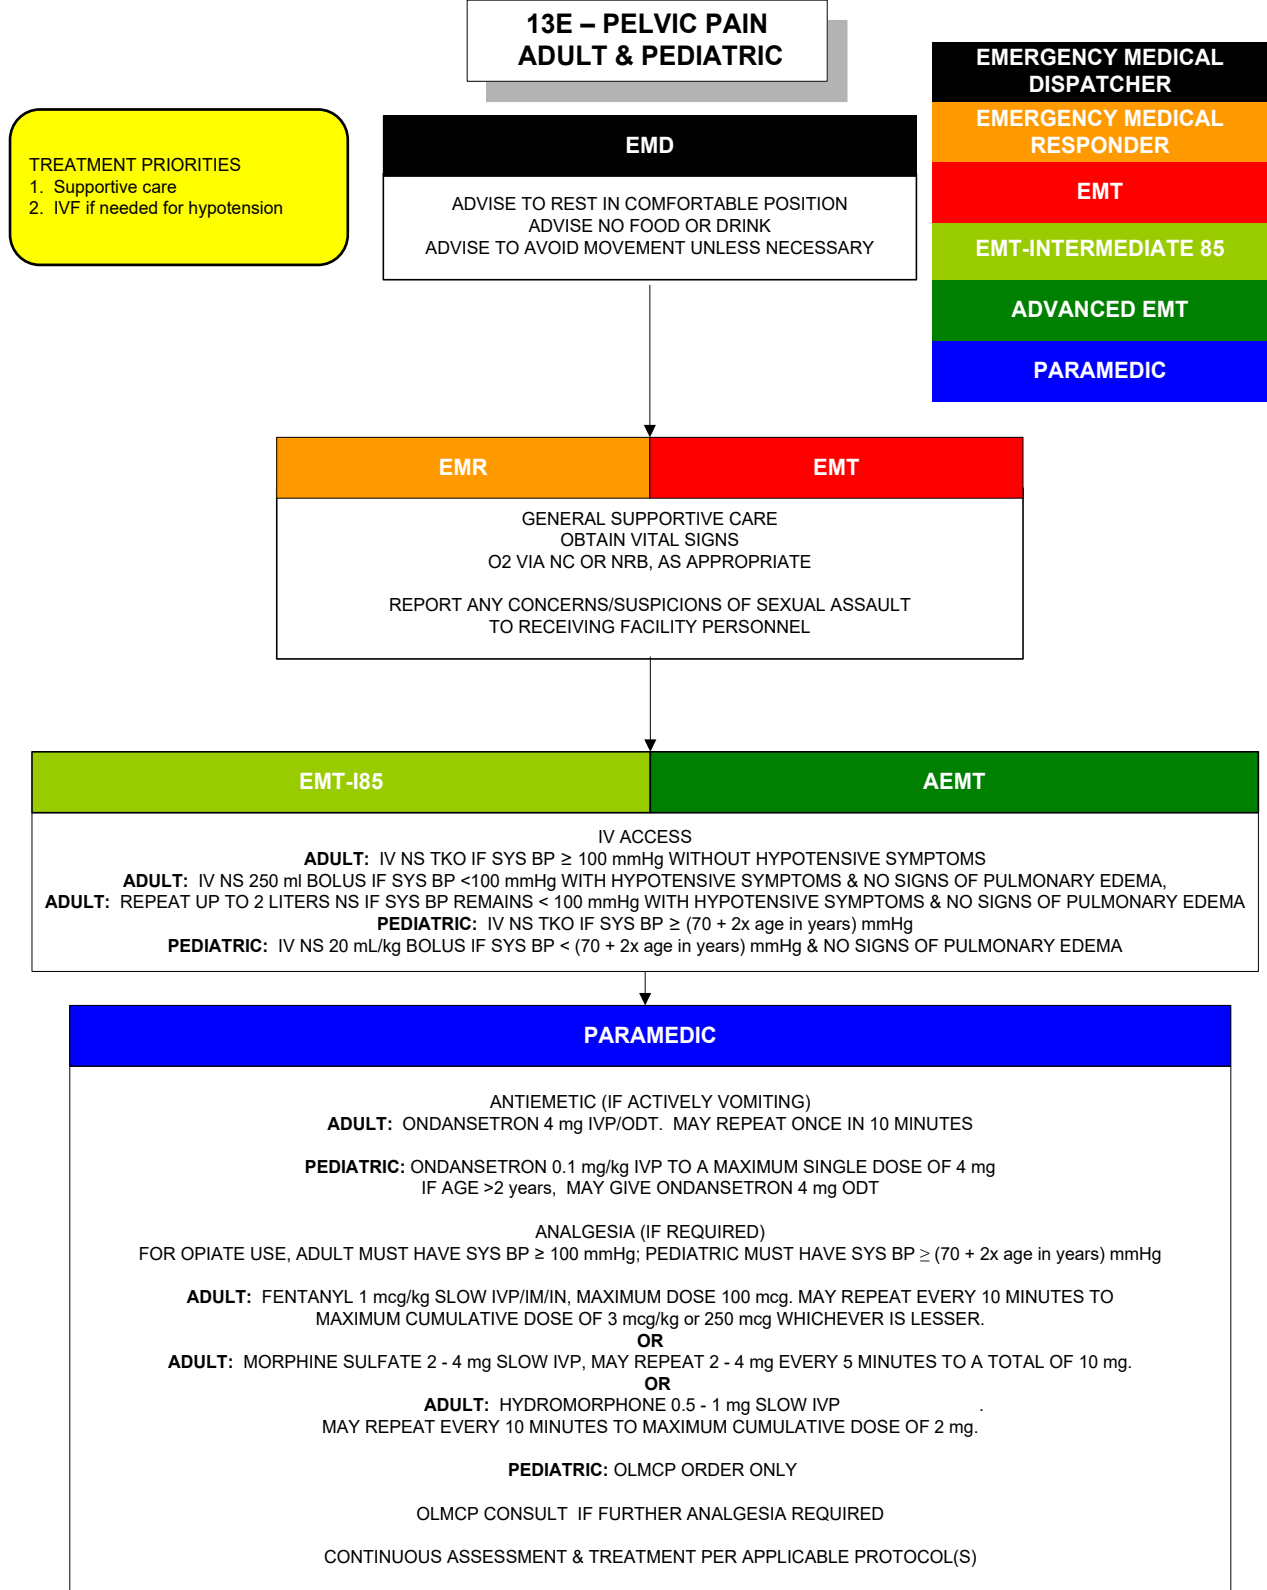 13E – PELVIC PAIN
ADULT & PEDIATRIC
TREATMENT PRIORITIES
1. Supportive care
2. IVF if needed for hypotension
EMERGENCY MEDICAL
DISPATCHER
EMERGENCY MEDICAL
RESPONDER
EMT
EMT-INTERMEDIATE 85
ADVANCED EMT
PARAMEDIC
EMD
ADVISE TO REST IN COMFORTABLE POSITION
ADVISE NO FOOD OR DRINK
ADVISE TO AVOID MOVEMENT UNLESS NECESSARY
EMR
EMT
GENERAL SUPPORTIVE CARE
OBTAIN VITAL SIGNS
O2 VIA NC OR NRB, AS APPROPRIATE
REPORT ANY CONCERNS/SUSPICIONS OF SEXUAL ASSAULT
TO RECEIVING FACILITY PERSONNEL
EMT-I85
AEMT
IV ACCESS
ADULT: IV NS TKO IF SYS BP ≥ 100 mmHg WITHOUT HYPOTENSIVE SYMPTOMS
ADULT: IV NS 250 ml BOLUS IF SYS BP <100 mmHg WITH HYPOTENSIVE SYMPTOMS & NO SIGNS OF PULMONARY EDEMA,
ADULT: REPEAT UP TO 2 LITERS NS IF SYS BP REMAINS < 100 mmHg WITH HYPOTENSIVE SYMPTOMS & NO SIGNS OF PULMONARY EDEMA
PEDIATRIC: IV NS TKO IF SYS BP ≥ (70 + 2x age in years) mmHg
PEDIATRIC: IV NS 20 mL/kg BOLUS IF SYS BP < (70 + 2x age in years) mmHg & NO SIGNS OF PULMONARY EDEMA
PARAMEDIC
ANTIEMETIC (IF ACTIVELY VOMITING)
ADULT: ONDANSETRON 4 mg IVP/ODT. MAY REPEAT ONCE IN 10 MINUTES
PEDIATRIC: ONDANSETRON 0.1 mg/kg IVP TO A MAXIMUM SINGLE DOSE OF 4 mg
IF AGE >2 years, MAY GIVE ONDANSETRON 4 mg ODT
ANALGESIA (IF REQUIRED)
FOR OPIATE USE, ADULT MUST HAVE SYS BP ≥ 100 mmHg; PEDIATRIC MUST HAVE SYS BP ≥ (70 + 2x age in years) mmHg
ADULT: FENTANYL 1 mcg/kg SLOW IVP/IM/IN, MAXIMUM DOSE 100 mcg. MAY REPEAT EVERY 10 MINUTES TO
MAXIMUM CUMULATIVE DOSE OF 3 mcg/kg or 250 mcg WHICHEVER IS LESSER.
OR
ADULT: MORPHINE SULFATE 2 - 4 mg SLOW IVP, MAY REPEAT 2 - 4 mg EVERY 5 MINUTES TO A TOTAL OF 10 mg.
OR
ADULT: HYDROMORPHONE 0.5 - 1 mg SLOW IVP .
MAY REPEAT EVERY 10 MINUTES TO MAXIMUM CUMULATIVE DOSE OF 2 mg.
PEDIATRIC: OLMCP ORDER ONLY
OLMCP CONSULT IF FURTHER ANALGESIA REQUIRED
CONTINUOUS ASSESSMENT & TREATMENT PER APPLICABLE PROTOCOL(S)